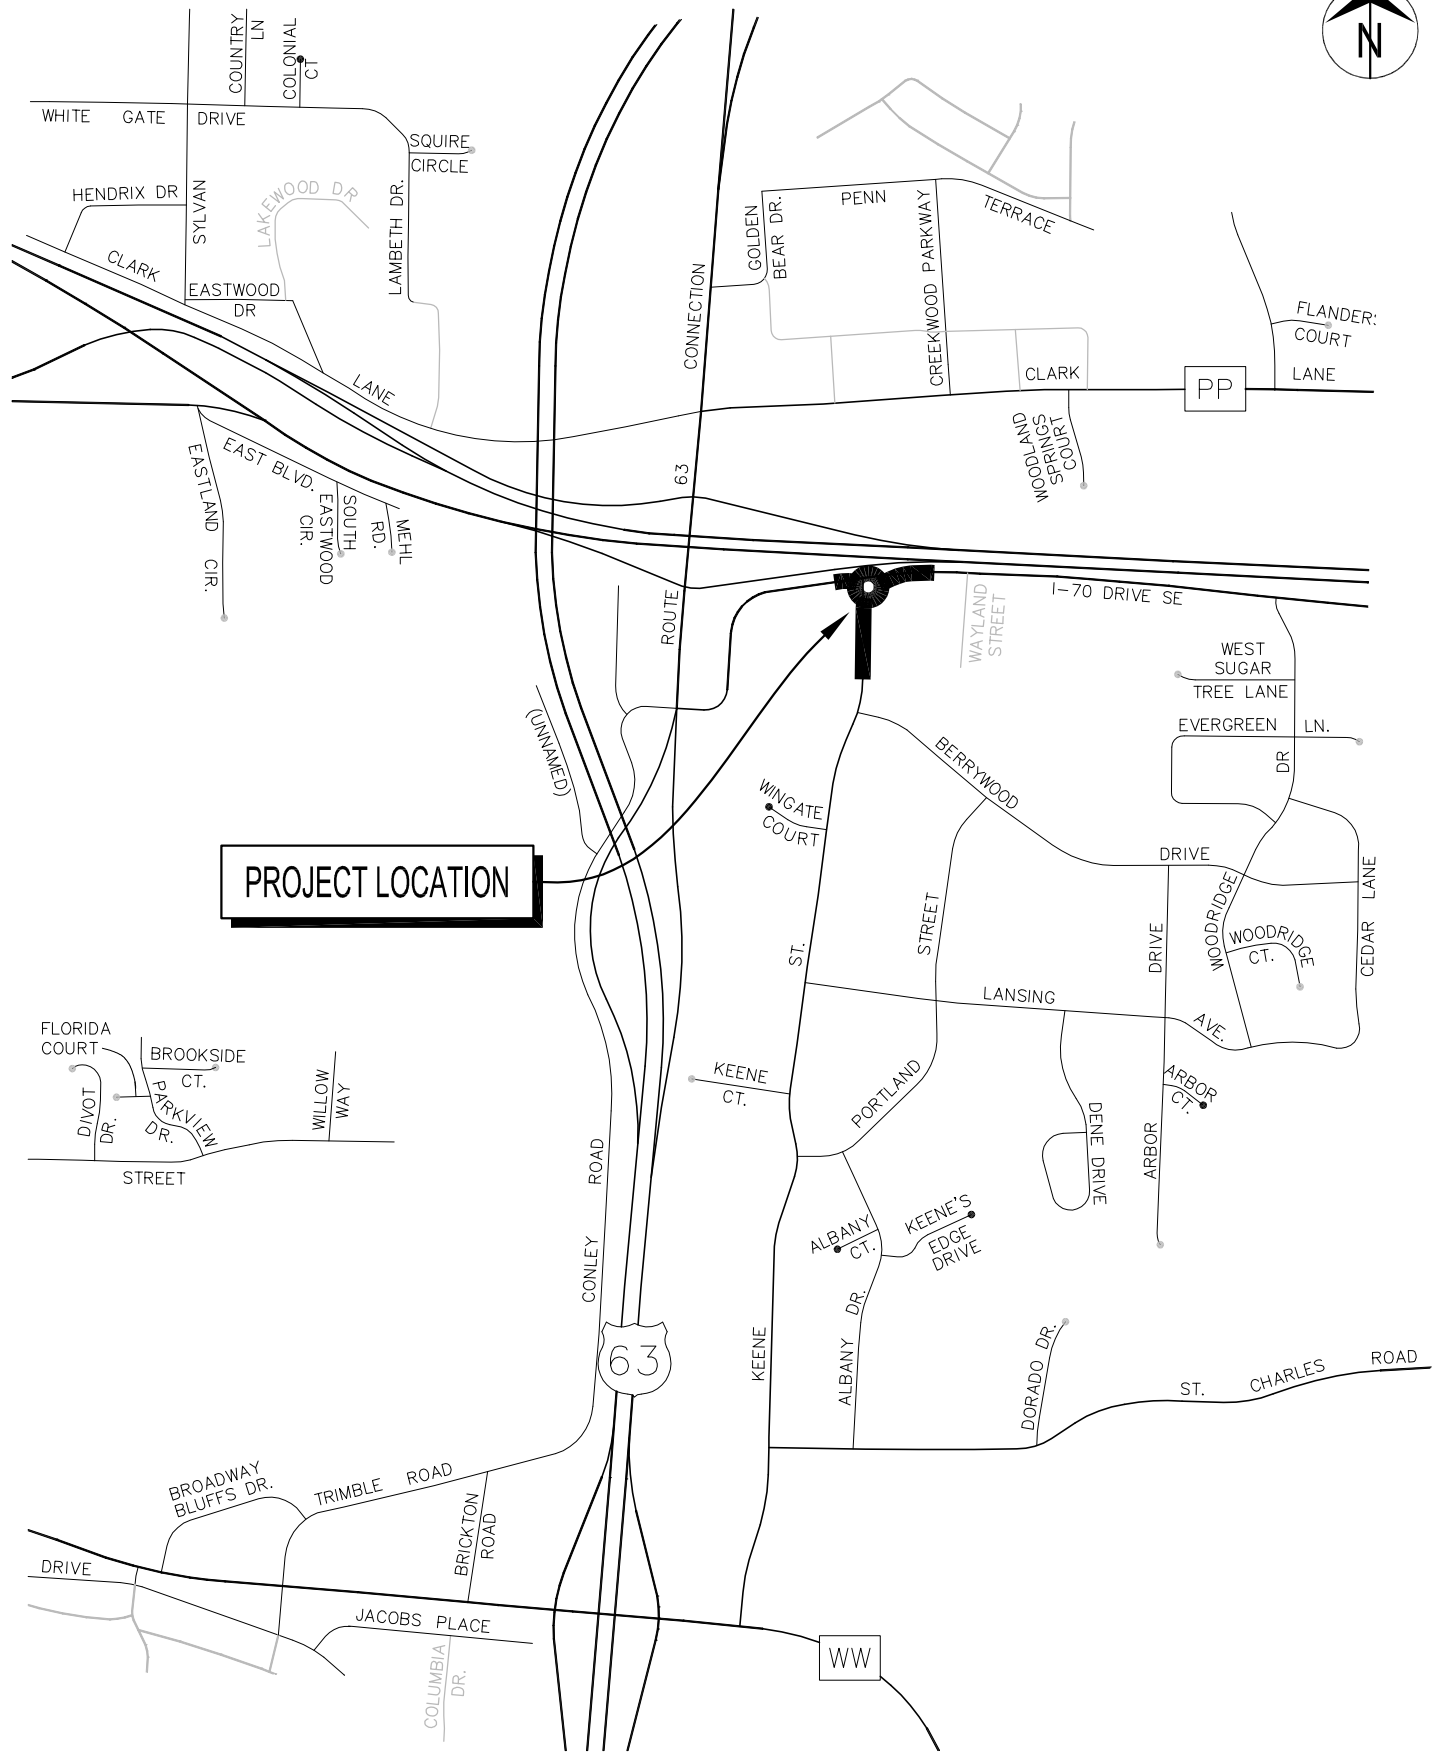 N
COUNTRY
LN
COLONIAL
CT
WHITE GATE DRIVE
SQUIRE
CIRCLE
HENDRIX DR
SYLVAN
LAKEWOOD DR
LAMBETH DR.
CLARK
EASTWOOD
DR
LANE
GOLDEN
BEAR DR.
PENN
TERRACE
CREEKWOOD PARKWAY
CONNECTION
FLANDERS
COURT
CLARK
PP
LANE
WOODLAND
SPRINGS
COURT
63
EAST BLVD.
EASTLAND CIR.
SOUTH
EASTWOOD
CIR.
MEHL
RD.
ROUTE
WAYLAND
STREET
I-70 DRIVE SE
WEST
SUGAR
TREE LANE
EVERGREEN LN.
DR
(UNNAMED)
BERRYWOOD
WINGATE
COURT
PROJECT LOCATION
DRIVE
STREET
WOODRIDGE
CEDAR LANE
WOODRIDGE
CT.
DRIVE
ST.
LANSING
AVE.
FLORIDA
COURT
BROOKSIDE
CT.
DIVOT
DR.
PARKVIEW
DR.
WILLOW
WAY
STREET
KEENE
CT.
PORTLAND
ARBOR
CT.
DENE DRIVE
ARBOR
ROAD
ALBANY
CT.
KEENE'S
EDGE
DRIVE
CONLEY
DR.
63
KEENE
ALBANY
DORADO DR.
ST. CHARLES ROAD
BROADWAY
BLUFFS DR.
TRIMBLE ROAD
BRICKTON
ROAD
DRIVE
JACOBS PLACE
COLUMBIA
DR.
WW